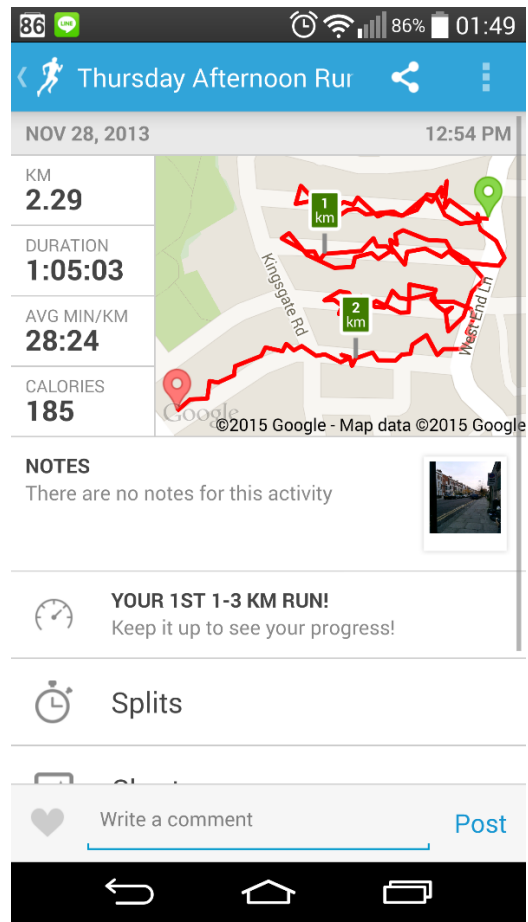 86
LINE
86%
01:49
Thursday Afternoon Rur
NOV 28, 2013
12:54 PM
KM
2.29
DURATION
1:05:03
AVG MIN/KM
28:24
CALORIES
185
1
km
2
km
Kingsgate Rd
West End Ln
Google
©2015 Google - Map data ©2015 Google
NOTES
There are no notes for this activity
YOUR 1ST 1-3 KM RUN!
Keep it up to see your progress!
Splits
Write a comment
Post